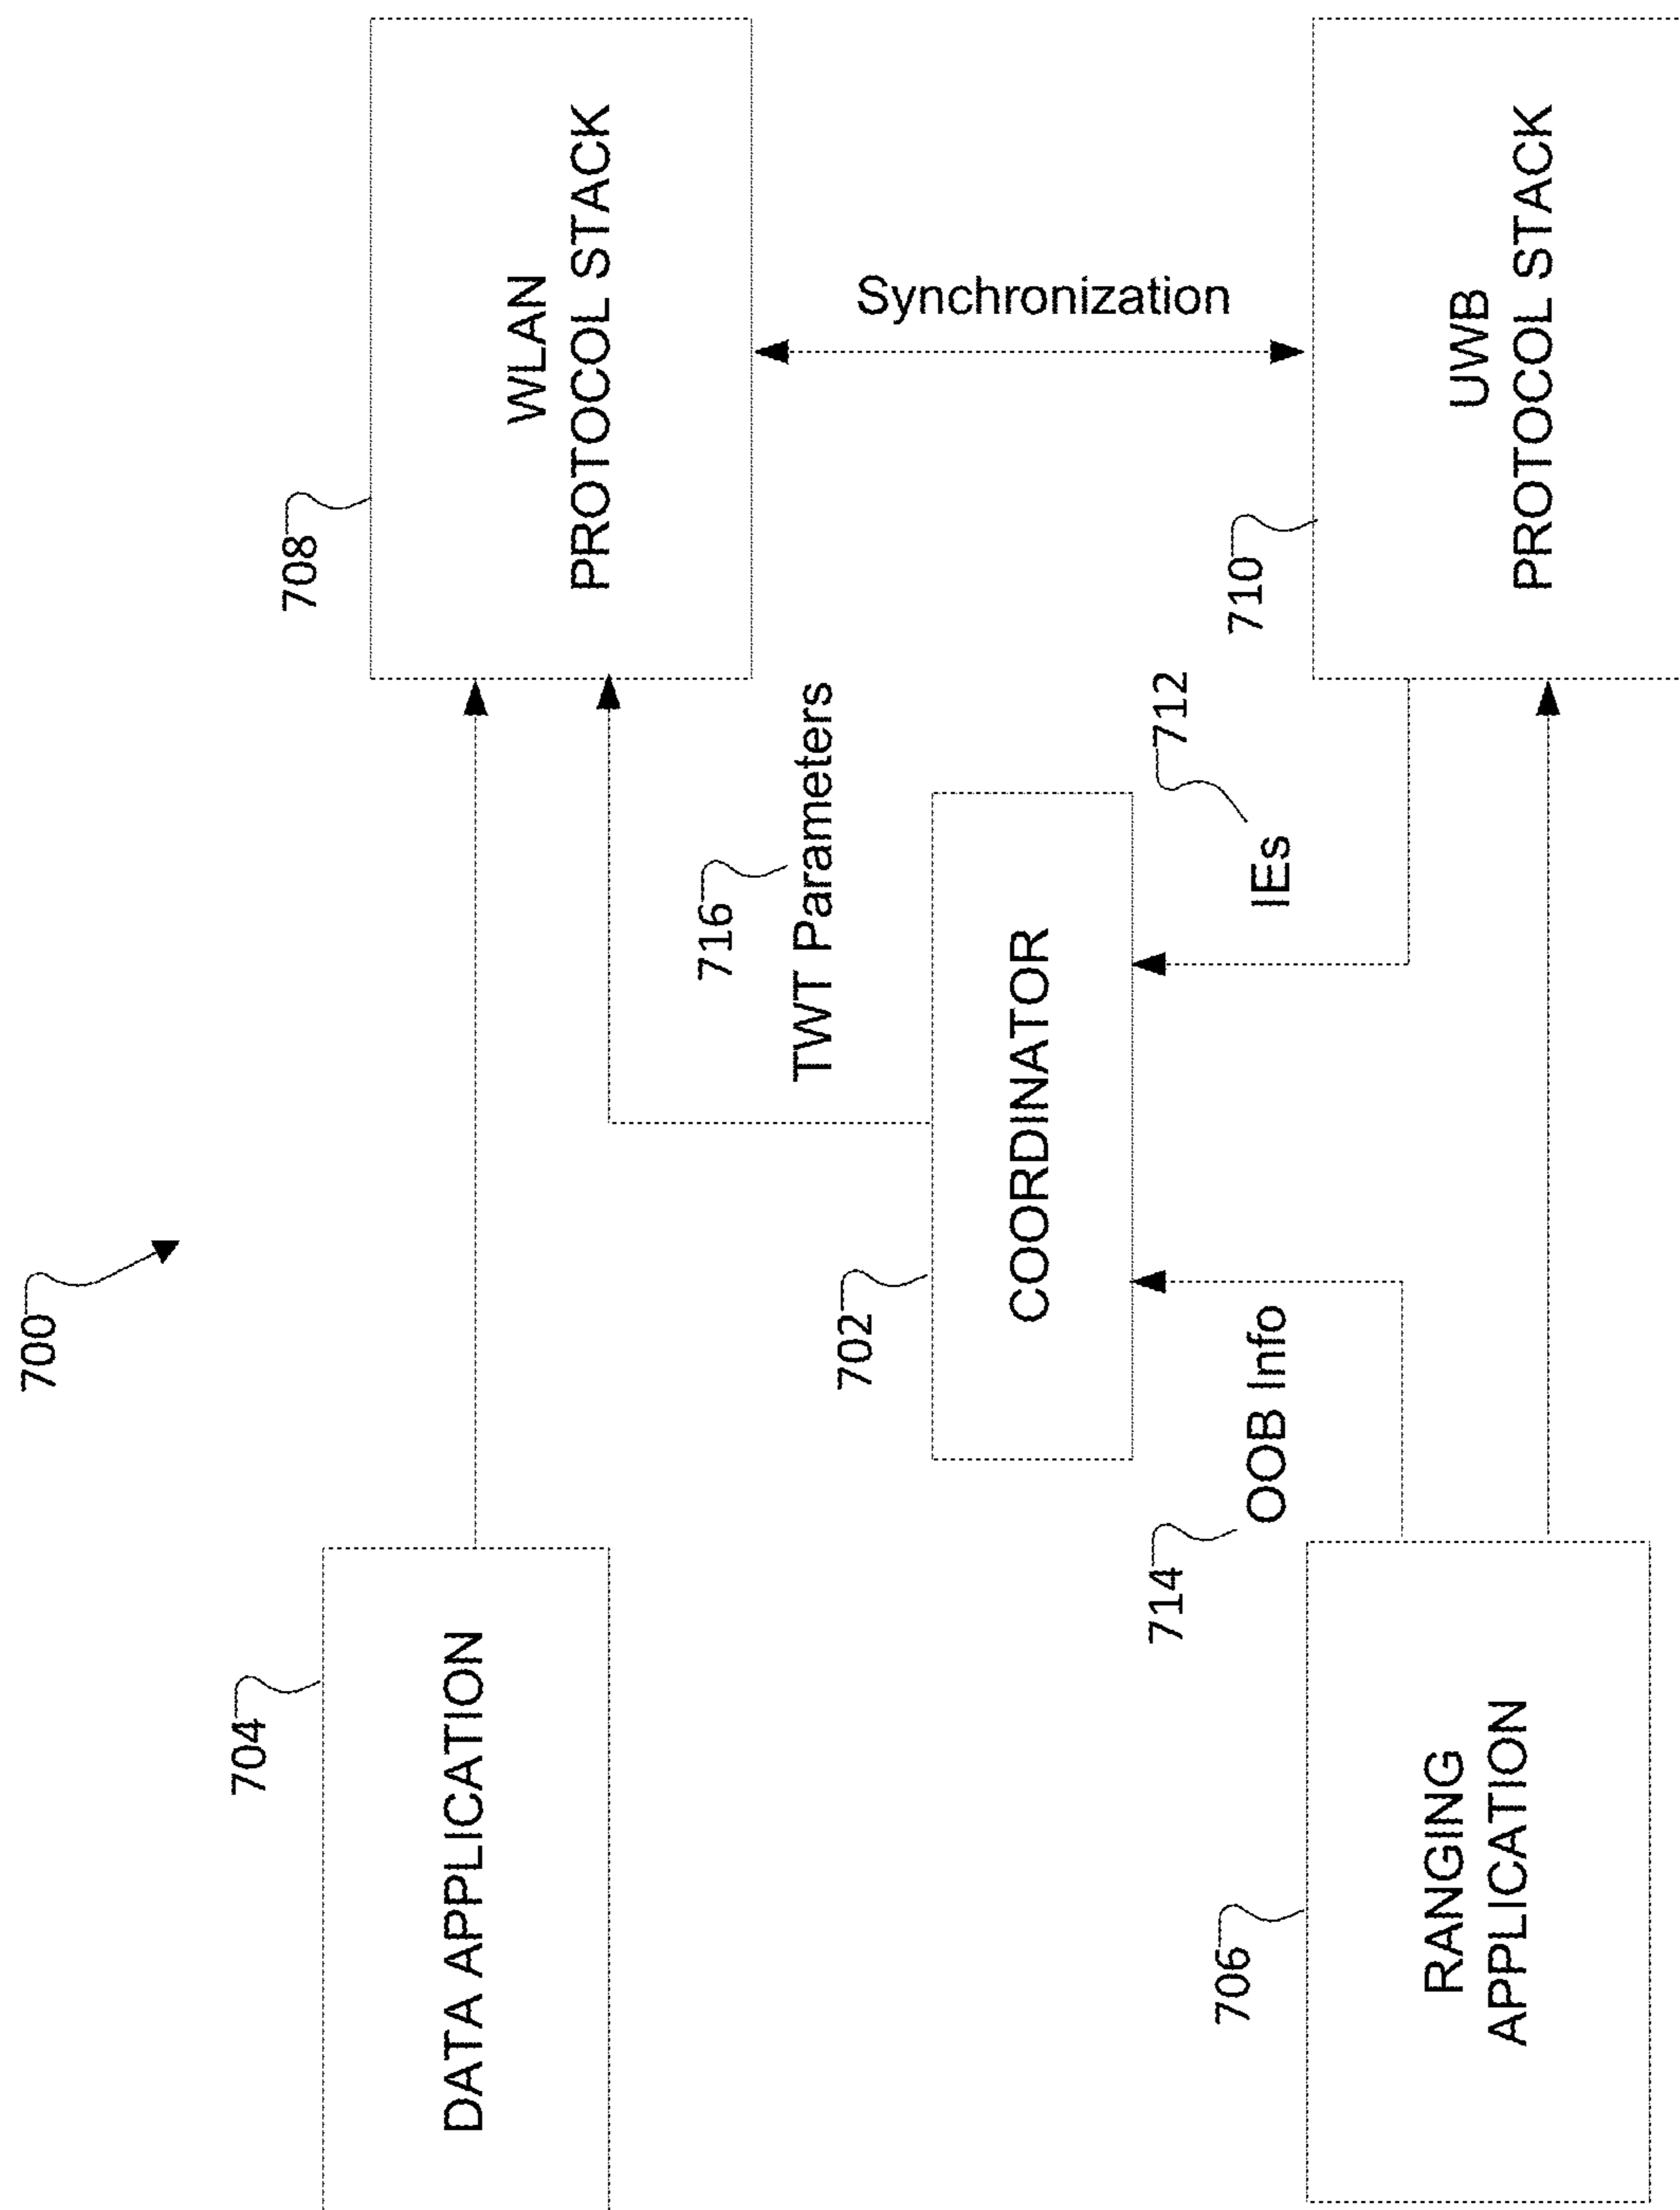 700
704
DATA APPLICATION
708
WLAN
PROTOCOL STACK
716
TWT Parameters
Synchronization
702
COORDINATOR
714
OOB Info
712
IEs
706
RANGING
APPLICATION
710
UWB
PROTOCOL STACK